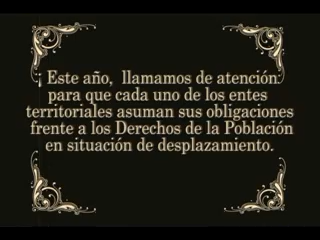 ¡ Este año, llamamos de atención
para que cada uno de los entes
territoriales asuman sus obligaciones
frente a los Derechos de la Población
en situación de desplazamiento.